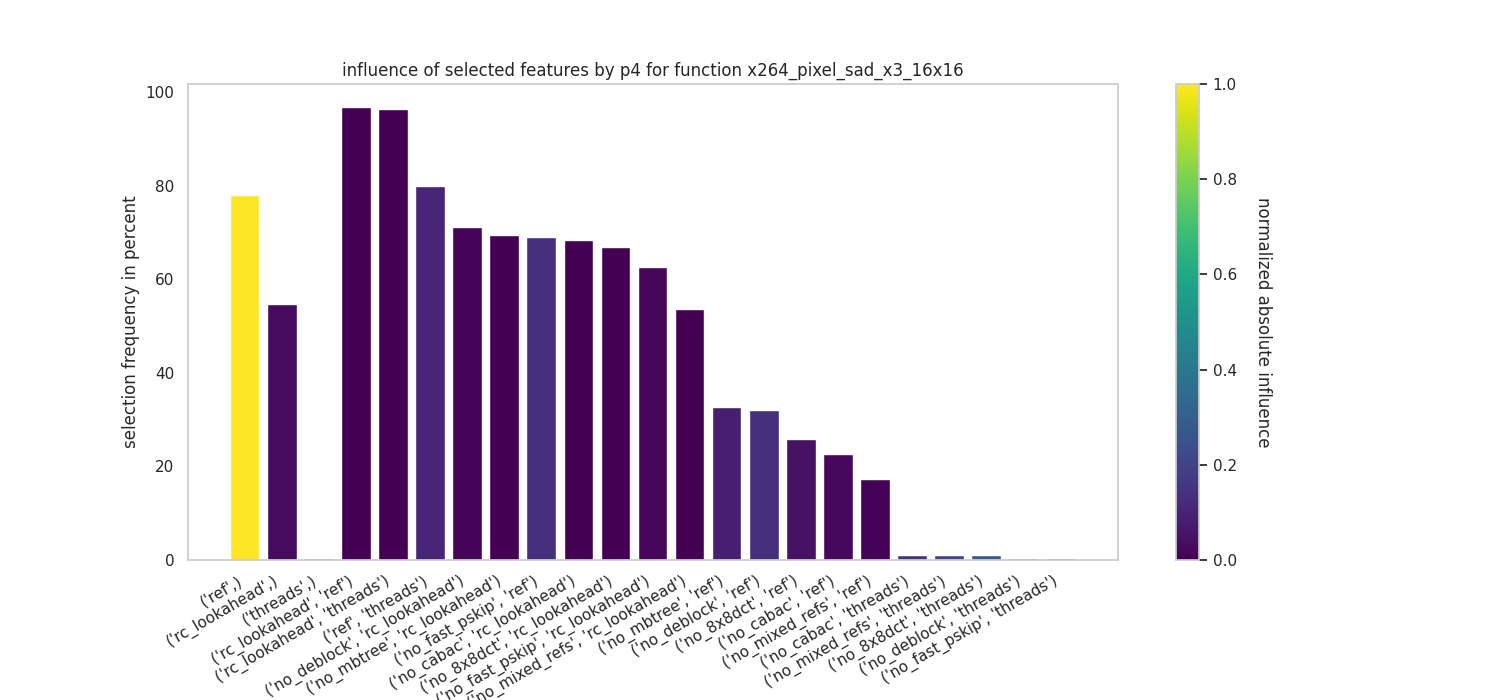 influence of selected features by p4 for function x264_pixel_sad_x3_16x16
selection frequency in percent
100
80
60
40
20
0
('ref',)
('rc_lookahead',)
('threads',)
('rc_lookahead', 'ref')
('rc_lookahead', 'threads')
('ref', 'threads')
('no_deblock', 'rc_lookahead')
('no_mbtree', 'rc_lookahead')
('no_fast_pskip', 'ref')
('no_cabac', 'rc_lookahead')
('no_8x8dct', 'rc_lookahead')
('no_fast_pskip', 'rc_lookahead')
('no_mixed_refs', 'rc_lookahead')
('no_mbtree', 'ref')
('no_deblock', 'ref')
('no_8x8dct', 'ref')
('no_cabac', 'ref')
('no_mixed_refs', 'ref')
('no_cabac', 'threads')
('no_mixed_refs', 'threads')
('no_8x8dct', 'threads')
('no_deblock', 'threads')
('no_fast_pskip', 'threads')
1.0
0.8
0.6
0.4
0.2
0.0
normalized absolute influence